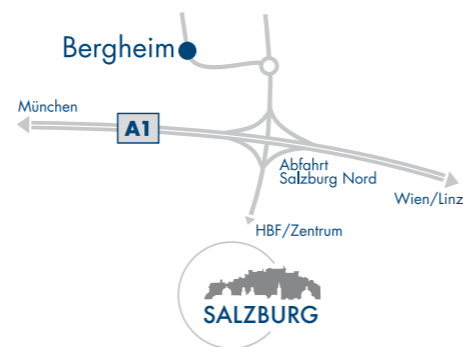 Bergheim
München
A1
Abfahrt
Salzburg Nord
Wien/Linz
HBF/Zentrum
SALZBURG